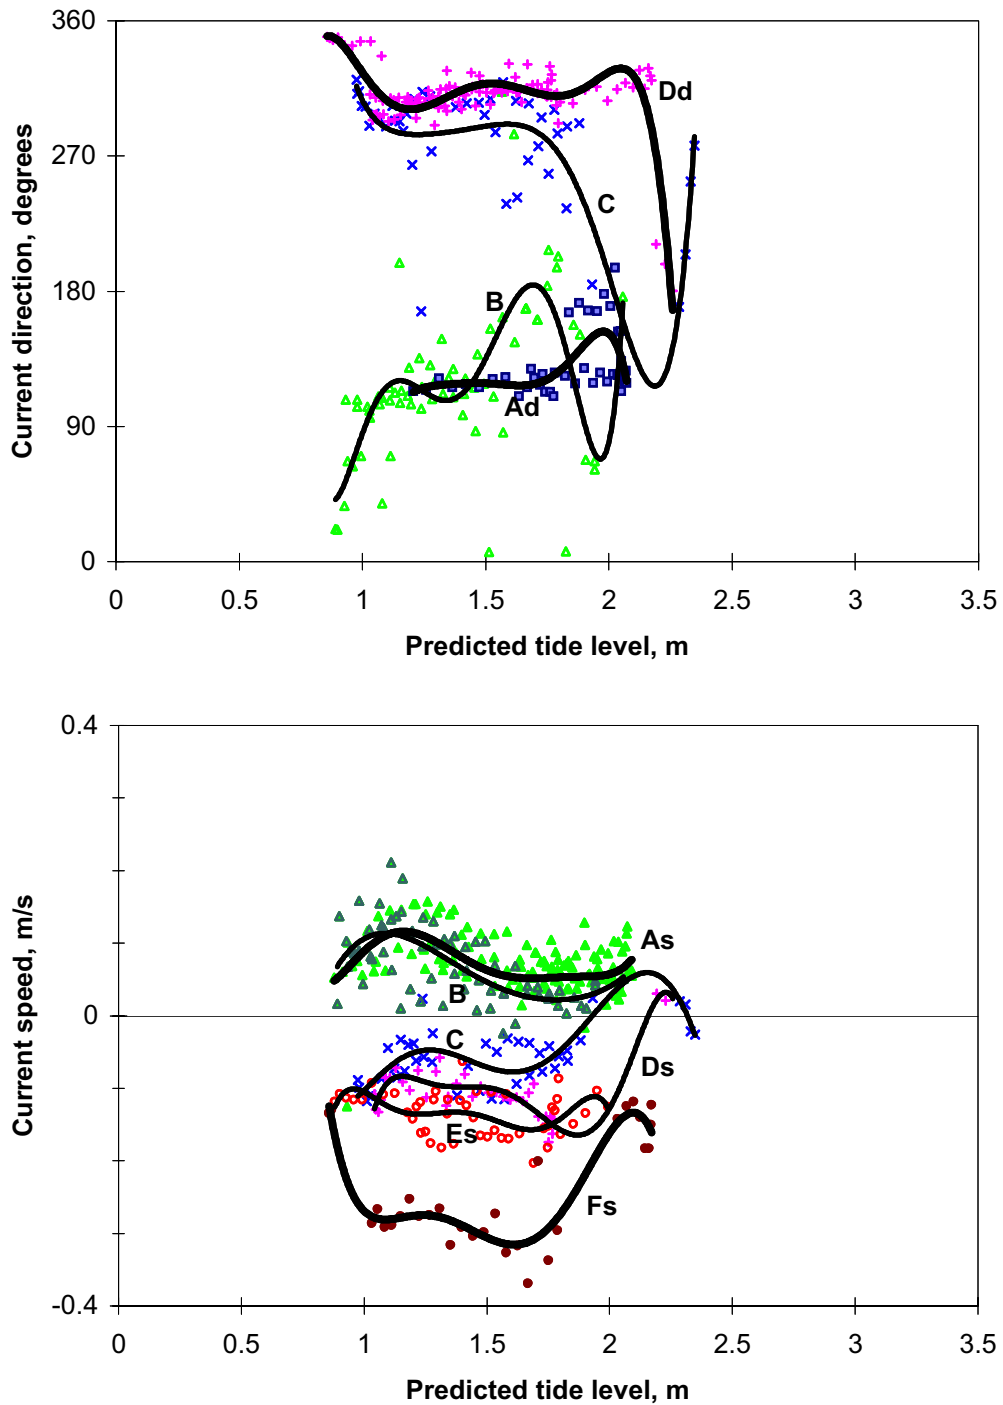 360
270
180
90
0
Current direction, degrees
Dd
C
B
Ad
0 0.5 1 1.5 2 2.5 3 3.5
Predicted tide level, m
0.4
0
-0.4
Current speed, m/s
As
B
C
Ds
Es
Fs
0 0.5 1 1.5 2 2.5 3 3.5
Predicted tide level, m